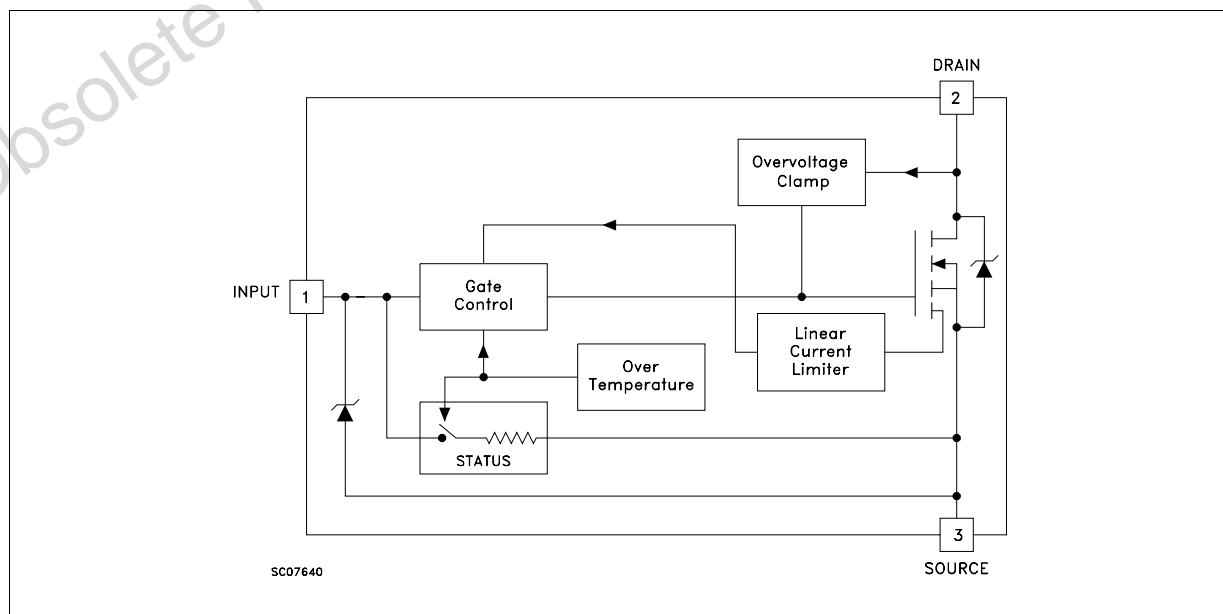 Obsolete
DRAIN
2
Overvoltage
Clamp
INPUT
1
Gate
Control
Linear
Current
Limiter
Over
Temperature
STATUS
3
SOURCE
SC07640